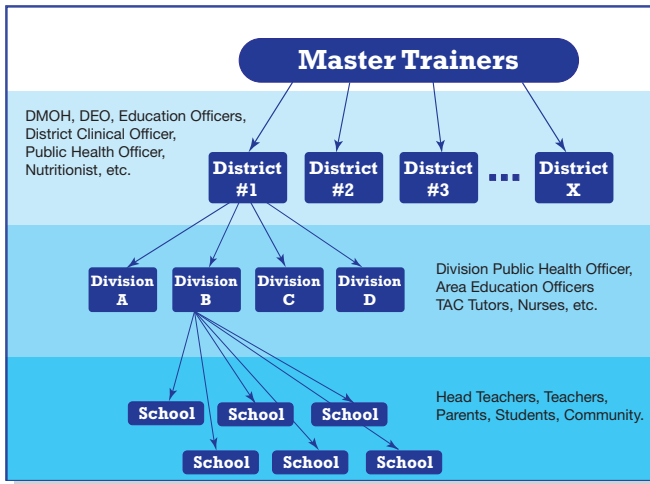 Master Trainers
DMOH, DEO, Education Officers,
District Clinical Officer,
Public Health Officer,
Nutritionist, etc.
District
#1
District
#2
District
#3
...
District
X
Division
A
Division
B
Division
C
Division
D
Division Public Health Officer,
Area Education Officers
TAC Tutors, Nurses, etc.
School
School
School
Head Teachers, Teachers,
Parents, Students, Community.
School
School
School